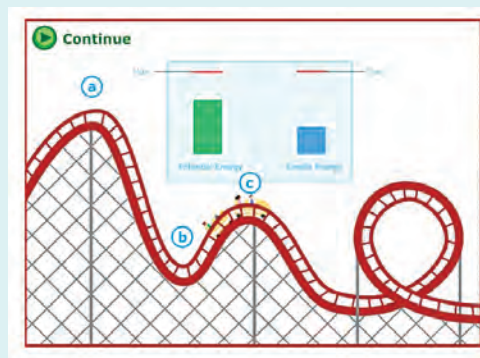 Continue
a
Potential Energy
Kinetic Energy
c
b